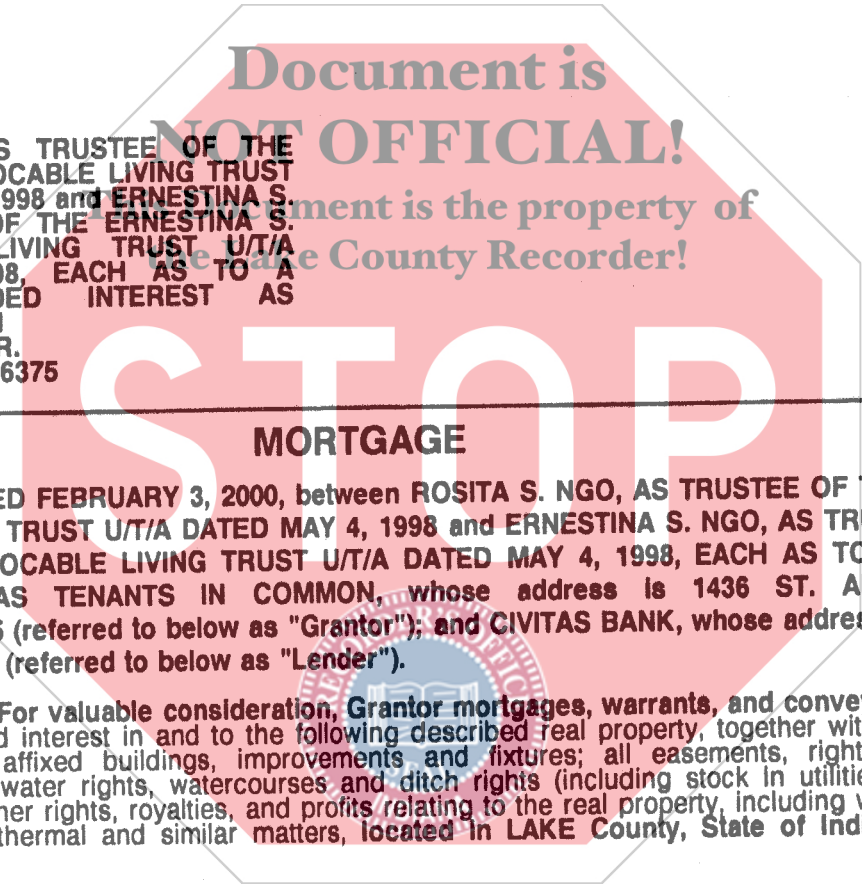 Document is
NOT OFFICIAL!
This Document is the property of
the Lake County Recorder!
S TRUSTEE OF THE
OCABLE LIVING TRUST
998 and ERNESTINA S.
OF THE ERNESTINA S.
LIVING TRUST U/T/A
98, EACH AS TO A
DED INTEREST AS
R.
6375
STOP
MORTGAGE
ED FEBRUARY 3, 2000, between ROSITA S. NGO, AS TRUSTEE OF T
TRUST U/T/A DATED MAY 4, 1998 and ERNESTINA S. NGO, AS TR
OCABLE LIVING TRUST U/T/A DATED MAY 4, 1998, EACH AS TO
AS TENANTS IN COMMON, whose address is 1436 ST. A
(referred to below as "Grantor"); and CIVITAS BANK, whose addres
(referred to below as "Lender").
For valuable consideration, Grantor mortgages, warrants, and convey
d interest in and to the following described real property, together wit
affixed buildings, improvements and fixtures; all easements, right
water rights, watercourses and ditch rights (including stock in utilitie
her rights, royalties, and profits relating to the real property, including
thermal and similar matters, located in LAKE County, State of Indi